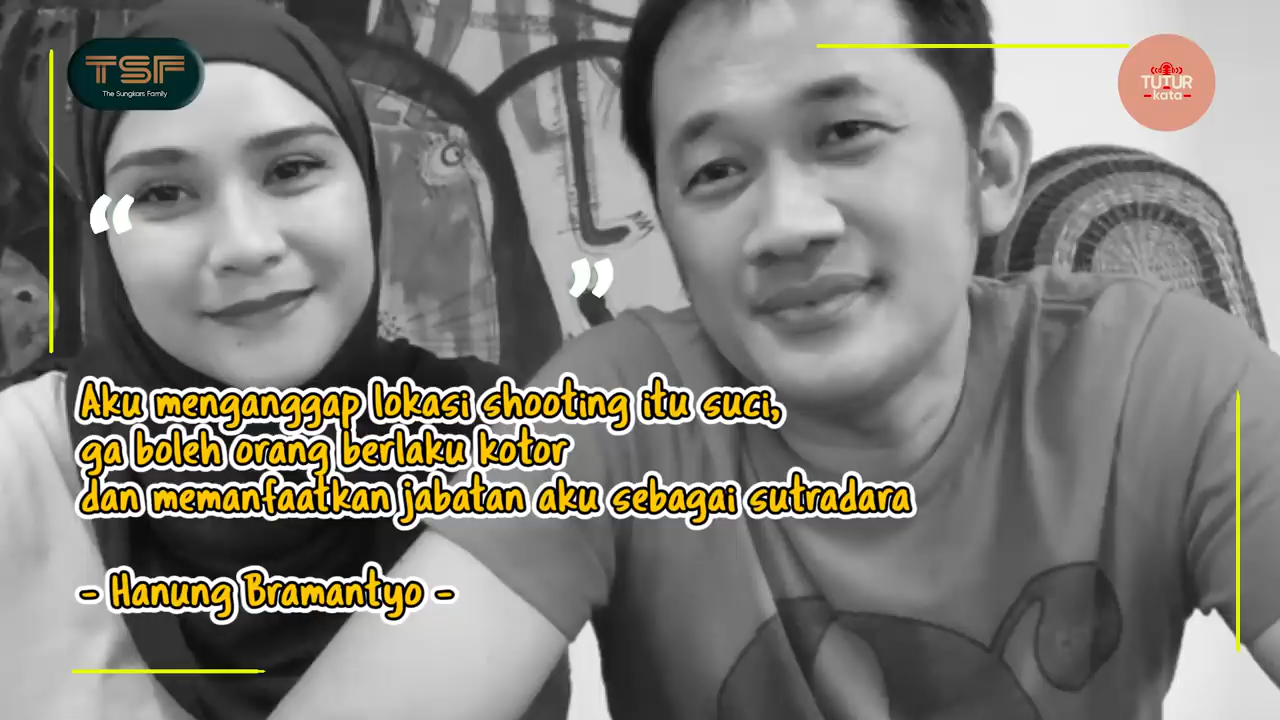 TSF
The Sungkars Family
TUTUR
kata
“
”
Aku menganggap lokasi shooting itu suci,
ga boleh orang berlaku kotor
dan memanfaatkan jabatan aku sebagai sutradara
- Hanung Bramantyo -